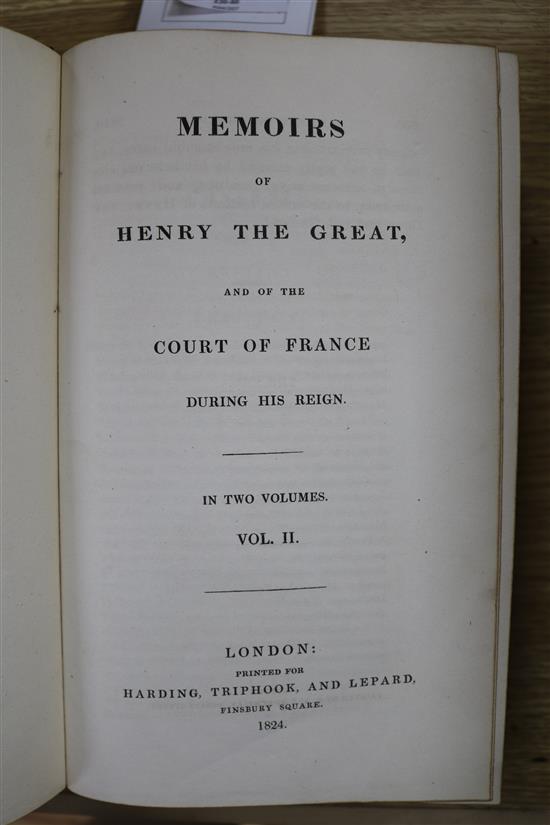 MEMOIRS
OF
HENRY THE GREAT,
AND OF THE
COURT OF FRANCE
DURING HIS REIGN.
IN TWO VOLUMES.
VOL. II.
LONDON:
PRINTED FOR
HARDING, TRIPHOOK, AND LEPARD,
FINSBURY SQUARE.
1824.